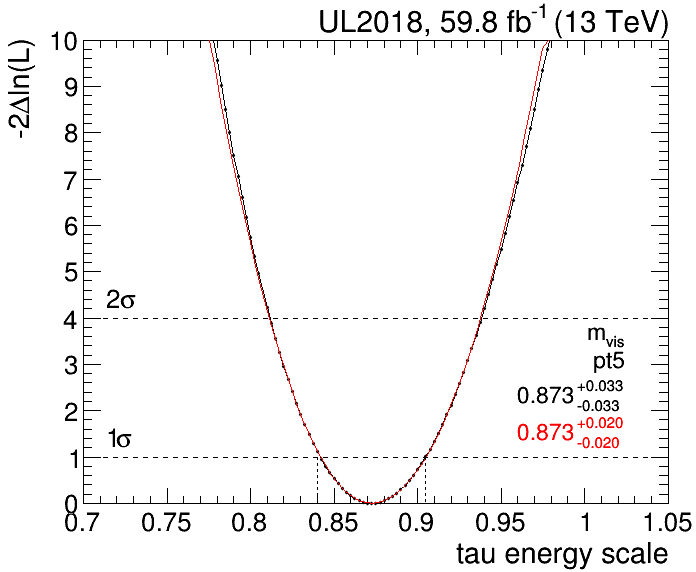 UL2018, 59.8 fb⁻¹ (13 TeV)
-2Δln(L)
10
9
8
7
6
5
4
3
2
1
0
2σ
1σ
m_vis
pt5
0.873 +0.033 -0.033
0.873 +0.020 -0.020
0.7 0.75 0.8 0.85 0.9 0.95 1 1.05
tau energy scale